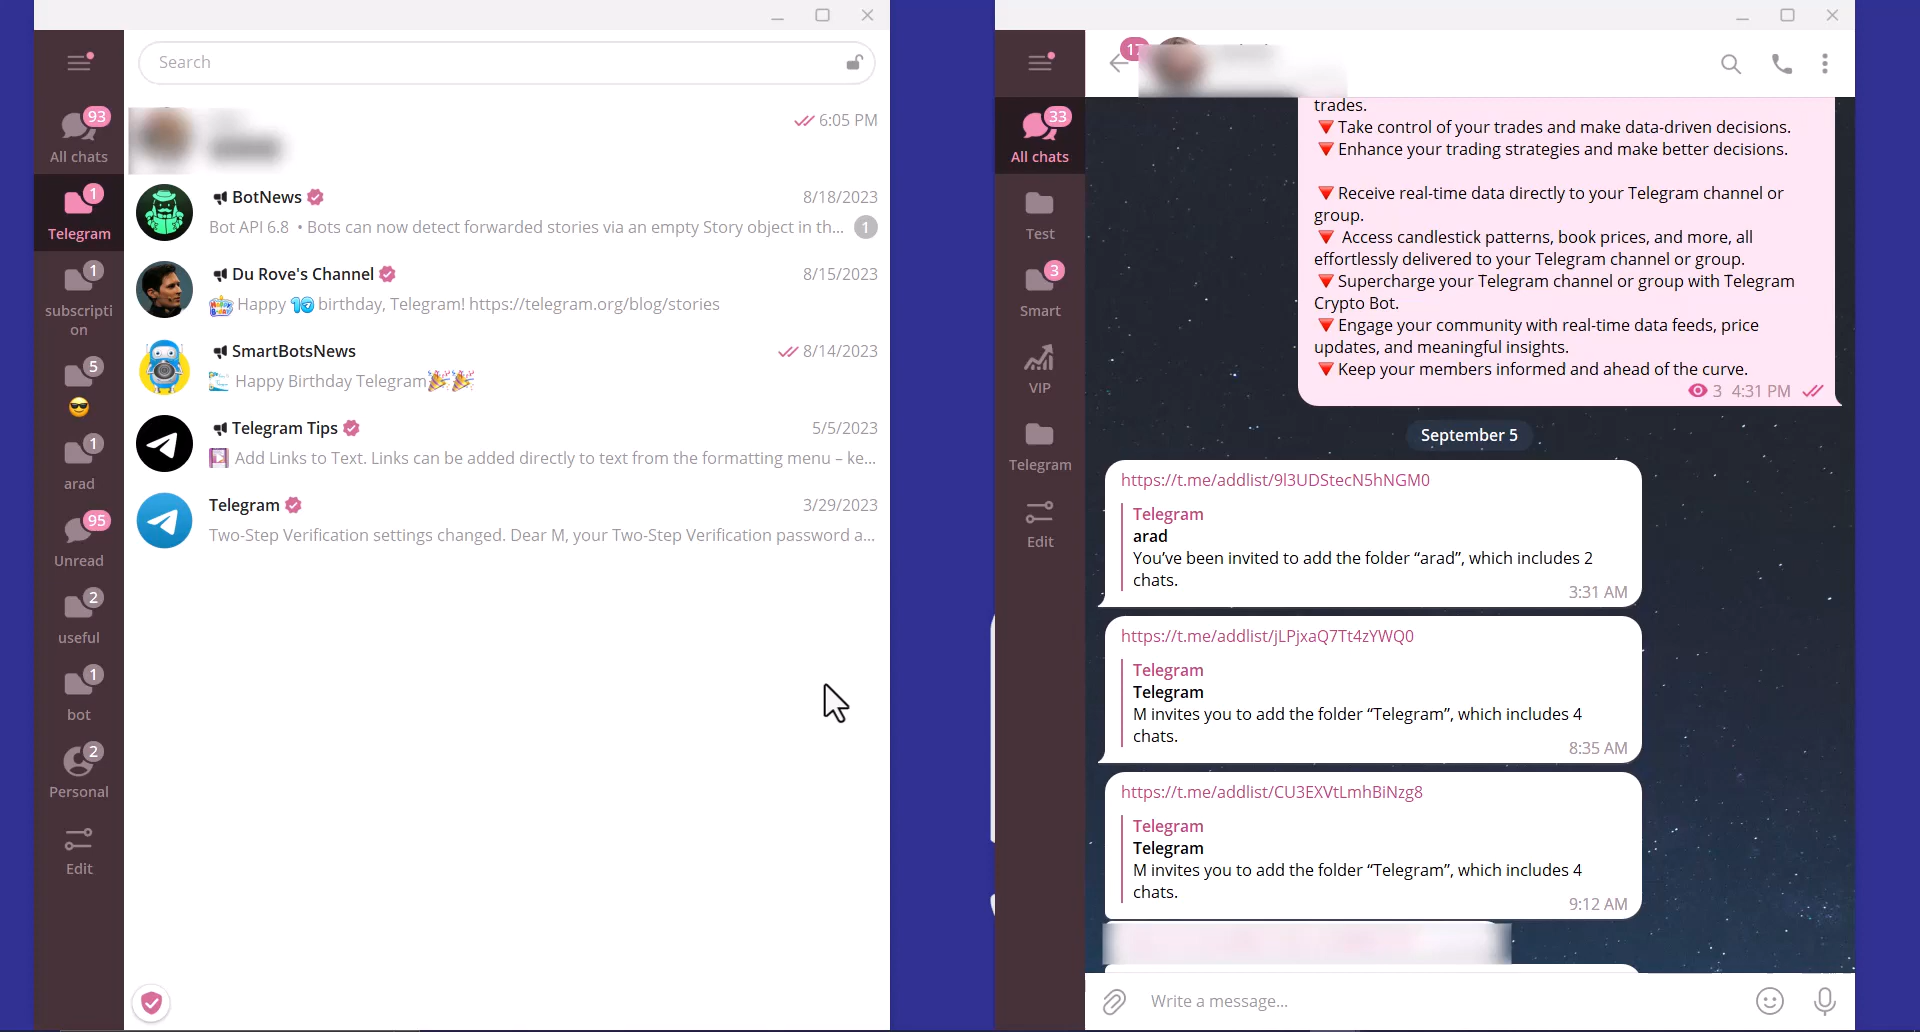 Search
93
All chats
6:05 PM
1
Telegram
BotNews
8/18/2023
Bot API 6.8 • Bots can now detect forwarded stories via an empty Story object in th...
1
1
subscripti
on
Du Rove's Channel
8/15/2023
Happy 10 birthday, Telegram! https://telegram.org/blog/stories
5
SmartBotsNews
8/14/2023
Happy Birthday Telegram
1
arad
Telegram Tips
5/5/2023
Add Links to Text. Links can be added directly to text from the formatting menu – ke...
95
Unread
Telegram
3/29/2023
Two-Step Verification settings changed. Dear M, your Two-Step Verification password a...
2
useful
1
bot
2
Personal
Edit
17
33
All chats
Test
3
Smart
VIP
Telegram
Edit
trades.
Take control of your trades and make data-driven decisions.
Enhance your trading strategies and make better decisions.
Receive real-time data directly to your Telegram channel or
group.
Access candlestick patterns, book prices, and more, all
effortlessly delivered to your Telegram channel or group.
Supercharge your Telegram channel or group with Telegram
Crypto Bot.
Engage your community with real-time data feeds, price
updates, and meaningful insights.
Keep your members informed and ahead of the curve.
3 4:31 PM
September 5
https://t.me/addlist/9l3UDStecN5hNGM0
Telegram
arad
You’ve been invited to add the folder “arad”, which includes 2
chats.
3:31 AM
https://t.me/addlist/jLPjxaQ7Tt4zYWQ0
Telegram
Telegram
M invites you to add the folder “Telegram”, which includes 4
chats.
8:35 AM
https://t.me/addlist/CU3EXVtLmhBiNzg8
Telegram
Telegram
M invites you to add the folder “Telegram”, which includes 4
chats.
9:12 AM
Write a message...